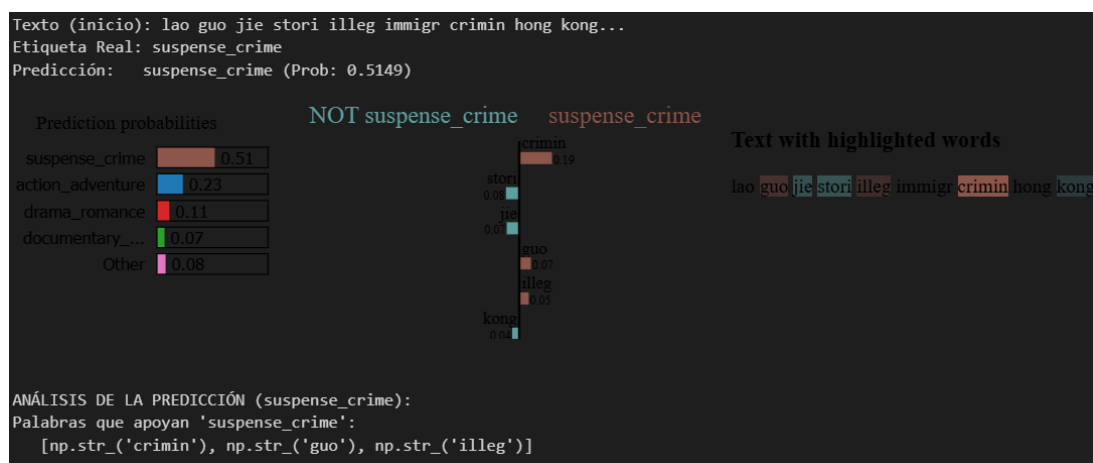 Texto (inicio): lao guo jie stori illeg immigr crimin hong kong...
Etiqueta Real: suspense_crime
Predicción:   suspense_crime (Prob: 0.5149)
Prediction probabilities
suspense_crime 0.51
action_adventure 0.23
drama_romance 0.11
documentary_... 0.07
Other 0.08
NOT suspense_crime suspense_crime
crimin
0.19
stori
0.08
jie
0.07
guo
0.07
illeg
0.05
kong
0.04
Text with highlighted words
lao guo jie stori illeg immigr crimin hong kong
ANÁLISIS DE LA PREDICCIÓN (suspense_crime):
Palabras que apoyan 'suspense_crime':
[np.str_('crimin'), np.str_('guo'), np.str_('illeg')]